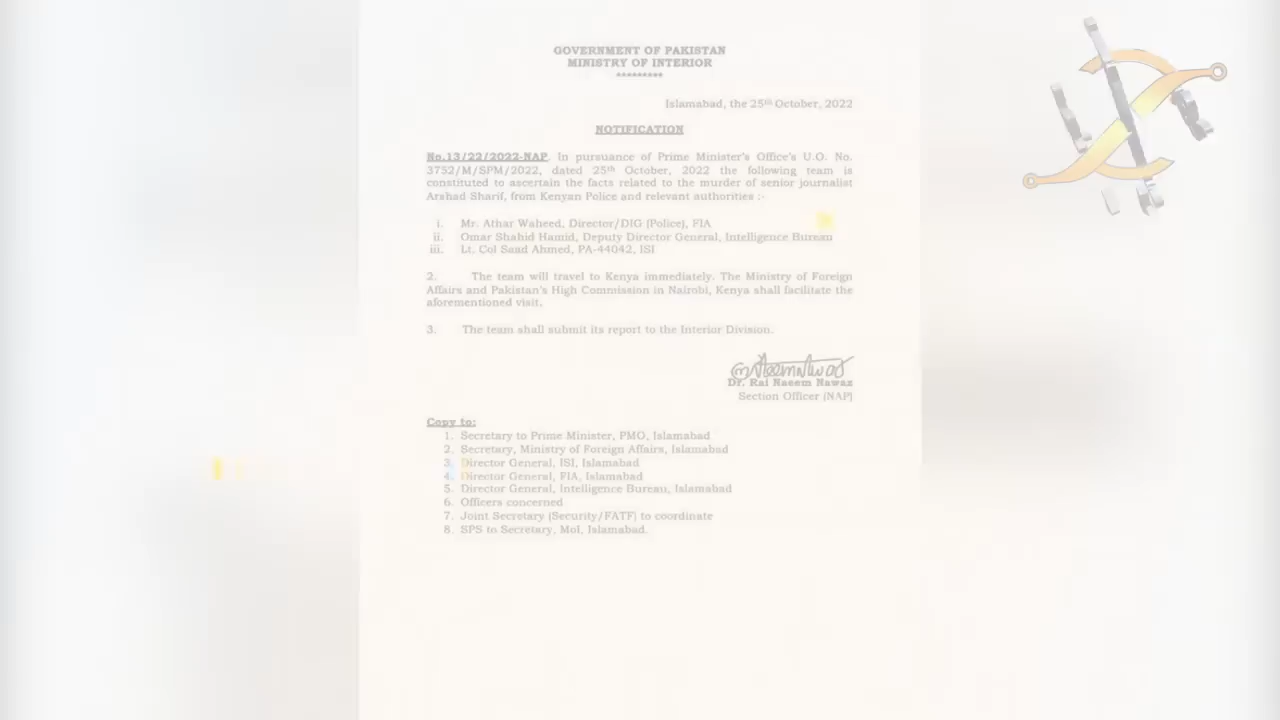 GOVERNMENT OF PAKISTAN
MINISTRY OF INTERIOR
*********
Islamabad, the 25th October, 2022
NOTIFICATION
No.13/22/2022-NAP. In pursuance of Prime Minister's Office's U.O. No.
3752/M/SPM/2022, dated 25th October, 2022 the following team is
constituted to ascertain the facts related to the murder of senior journalist
Arshad Sharif, from Kenyan Police and relevant authorities :-
i. Mr. Athar Waheed, Director/DIG (Police), FIA
ii. Omar Shahid Hamid, Deputy Director General, Intelligence Bureau
iii. Lt. Col Saad Ahmed, PA-44042, ISI
2. The team will travel to Kenya immediately. The Ministry of Foreign
Affairs and Pakistan's High Commission in Nairobi, Kenya shall facilitate the
aforementioned visit.
3. The team shall submit its report to the Interior Division.
Dr. Rai Naeem Nawaz
Section Officer (NAP)
Copy to:
1. Secretary to Prime Minister, PMO, Islamabad
2. Secretary, Ministry of Foreign Affairs, Islamabad
3. Director General, ISI, Islamabad
4. Director General, FIA, Islamabad
5. Director General, Intelligence Bureau, Islamabad
6. Officers concerned
7. Joint Secretary (Security/FATF) to coordinate
8. SPS to Secretary, MoI, Islamabad.